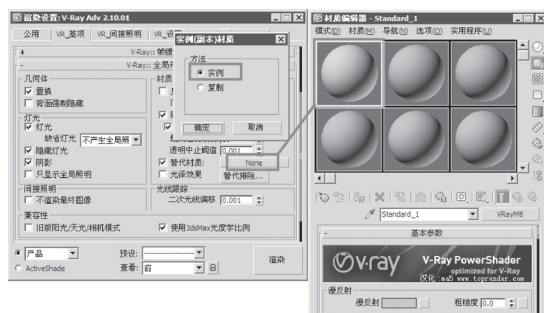 渲染设置: V-Ray Adv 2.10.01
公用
VR_基项
VR_间接照明
VR_设
V-Ray::
V-Ray:: 全局开
几何体
置换
背面强制隐藏
灯光
灯光
缺省灯光
不产生全局照
隐藏灯光
阴影
只显示全局照明
材质
透明中止阈值 0.001
替代材质: None
光泽效果
替代排除...
间接照明
不渲染最终图像
光线跟踪
二次光线偏移 0.001
兼容性
旧版阳光/天光/相机模式
使用3dsMax光度学比例
产品
ActiveShade
预设:
查看: 前
渲染
实例(副本)材质
方法
实例
复制
确定
取消
材质编辑器 - Standard_1
模式(D) 材质(M) 导航(N) 选项(O) 实用程序(U)
Standard_1
VRayMtl
基本参数
V·ray
V-Ray PowerShader
optimized for V-Ray
汉化:ma5 www.toprender.com
漫反射
漫反射
粗糙度 0.0